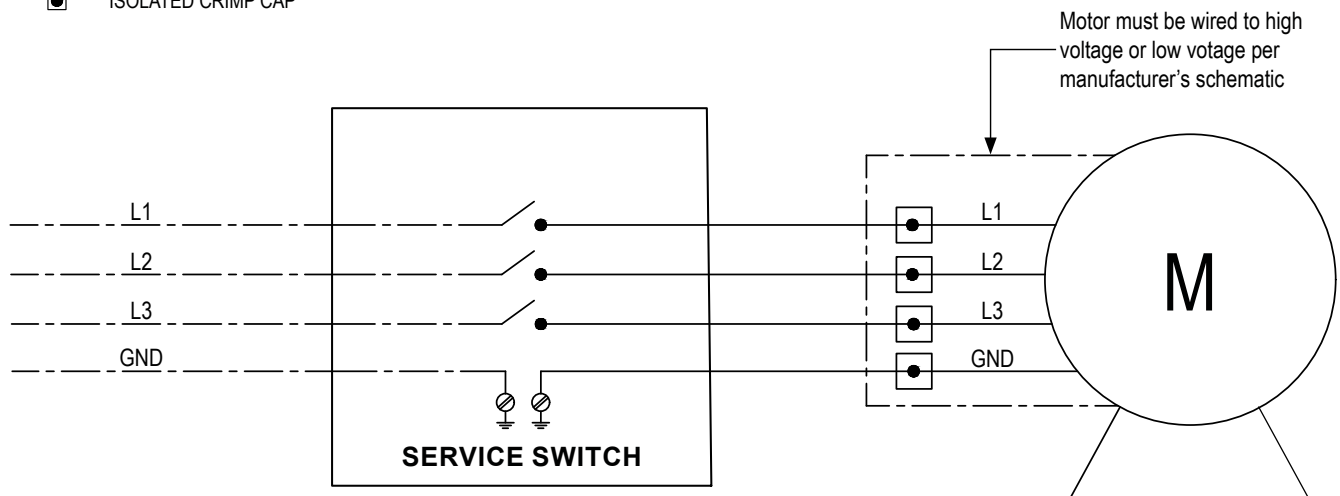 ISOLATED CRIMP CAP
Motor must be wired to high
voltage or low votage per
manufacturer’s schematic
L1
L1
L2
L2
L3
L3
GND
GND
M
SERVICE SWITCH